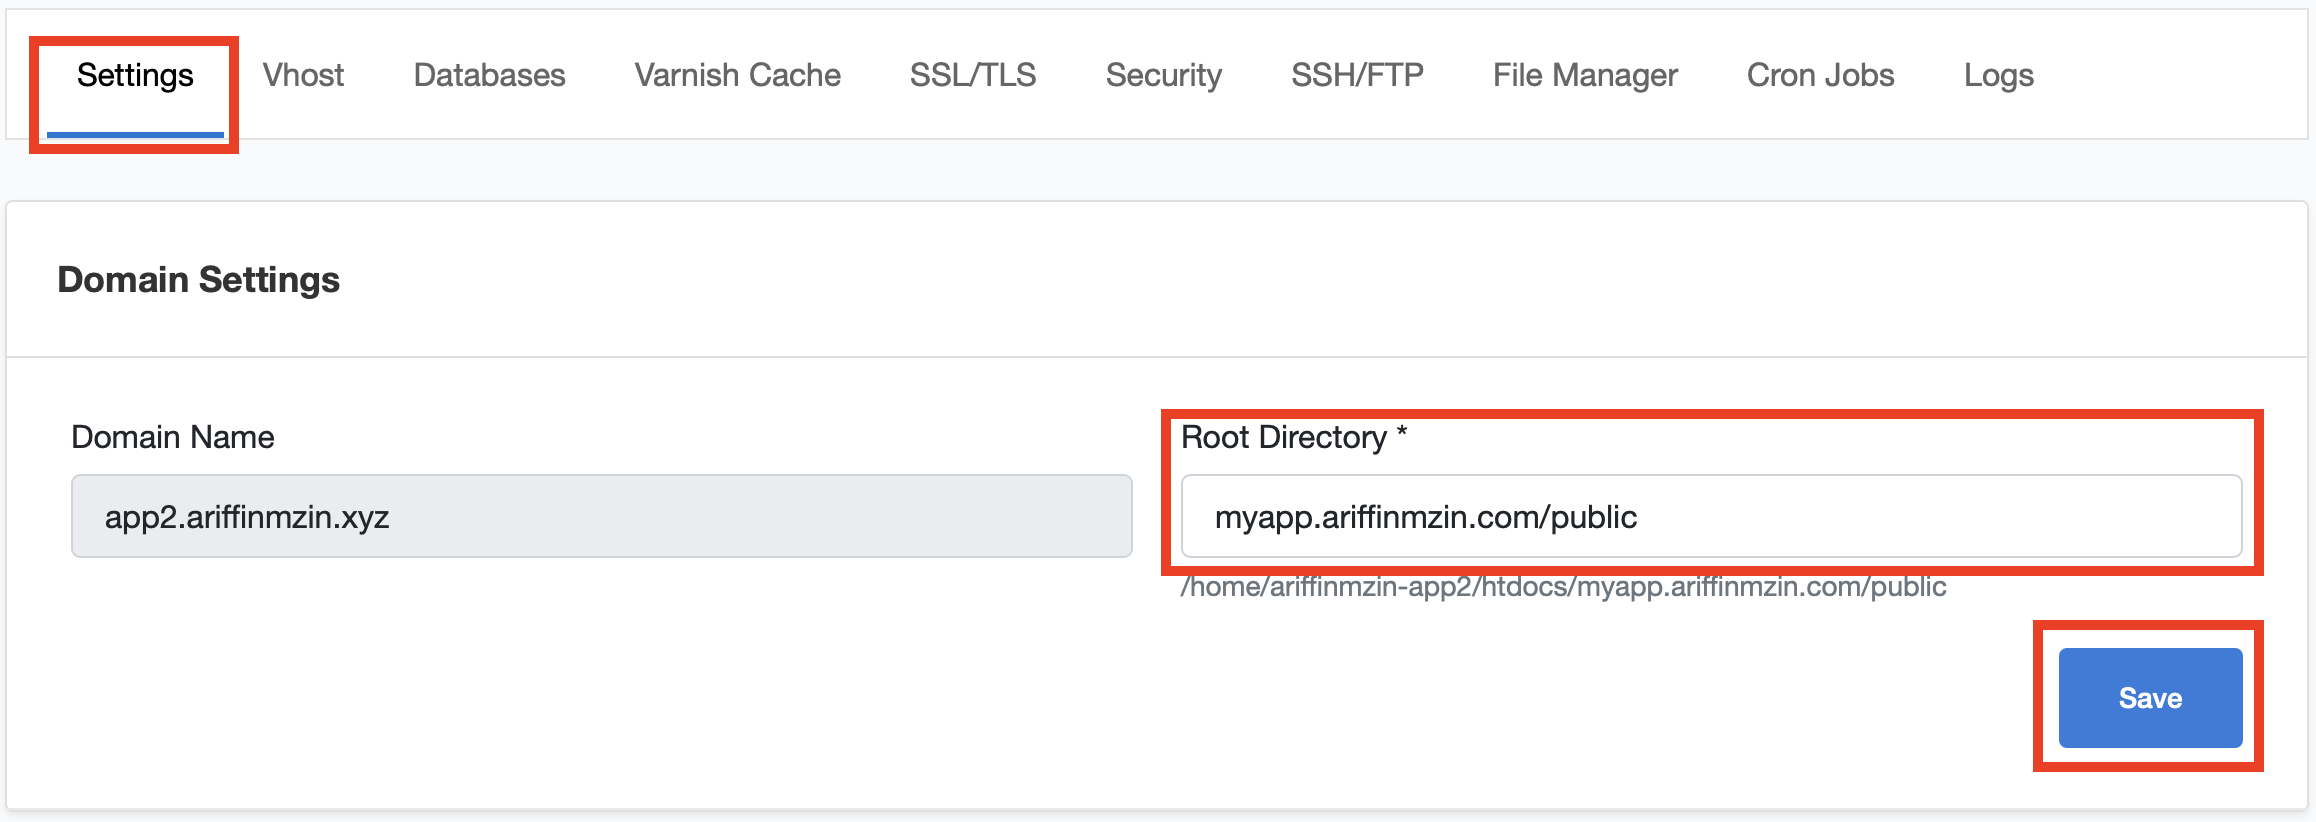 Settings Vhost Databases Varnish Cache SSL/TLS Security SSH/FTP File Manager Cron Jobs Logs
Domain Settings
Domain Name
app2.ariffinmzin.xyz
Root Directory *
myapp.ariffinmzin.com/public
/home/ariffinmzin-app2/htdocs/myapp.ariffinmzin.com/public
Save